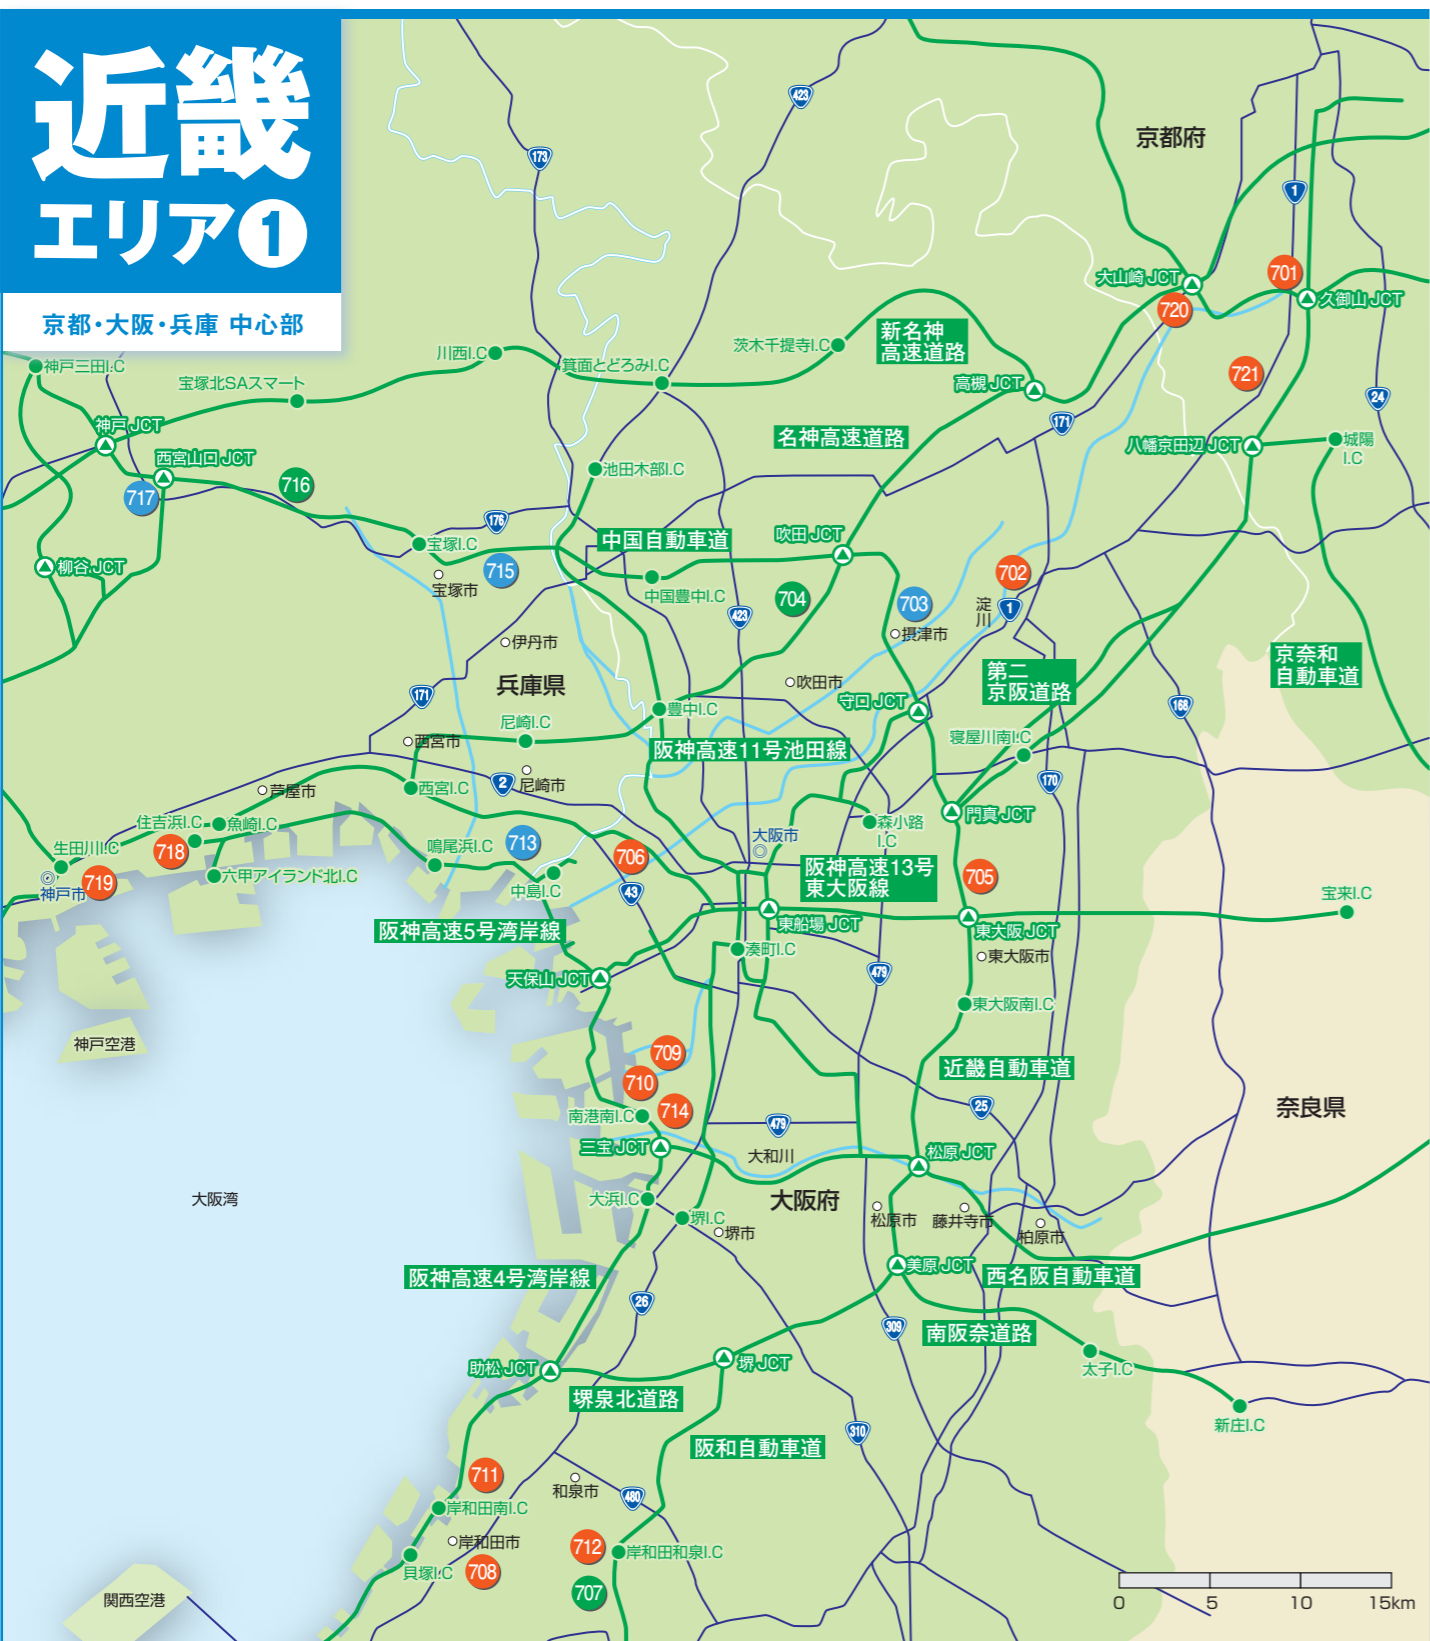 近畿
エリア❶
京都・大阪・兵庫 中心部
423
京都府
173
1
大山崎JCT
701
久御山JCT
720
新名神
高速道路
茨木千提寺I.C
川西I.C
箕面とどろみI.C
神戸三田I.C
宝塚北SAスマート
高槻JCT
721
24
171
神戸JCT
名神高速道路
八幡京田辺JCT
城陽
I.C
西宮山口JCT
池田木部I.C
716
717
176
中国自動車道
吹田JCT
宝塚I.C
柳谷JCT
715
宝塚市
中国豊中I.C
704
702
703
淀川
1
423
摂津市
伊丹市
京奈和
自動車道
第二
京阪道路
兵庫県
吹田市
171
守口JCT
168
豊中I.C
尼崎I.C
西宮市
阪神高速11号池田線
寝屋川南I.C
170
2
尼崎市
西宮I.C
芦屋市
門真JCT
住吉浜I.C
魚崎I.C
森小路
I.C
大阪市
生田川I.C
718
鳴尾浜I.C
713
706
阪神高速13号
東大阪線
705
六甲アイランド北I.C
719
神戸市
中島I.C
43
宝来I.C
阪神高速5号湾岸線
東船場JCT
東大阪JCT
湊町I.C
東大阪市
479
天保山JCT
東大阪南I.C
神戸空港
709
近畿自動車道
710
714
25
南港南I.C
奈良県
479
三宝JCT
大和川
松原JCT
大阪湾
大浜I.C
大阪府
堺I.C
堺市
松原市
藤井寺市
柏原市
美原JCT
西名阪自動車道
阪神高速4号湾岸線
26
309
南阪奈道路
助松JCT
堺JCT
太子I.C
堺泉北道路
新庄I.C
310
阪和自動車道
711
和泉市
480
岸和田南I.C
岸和田市
712
岸和田和泉I.C
貝塚I.C
708
707
関西空港
0 5 10 15km